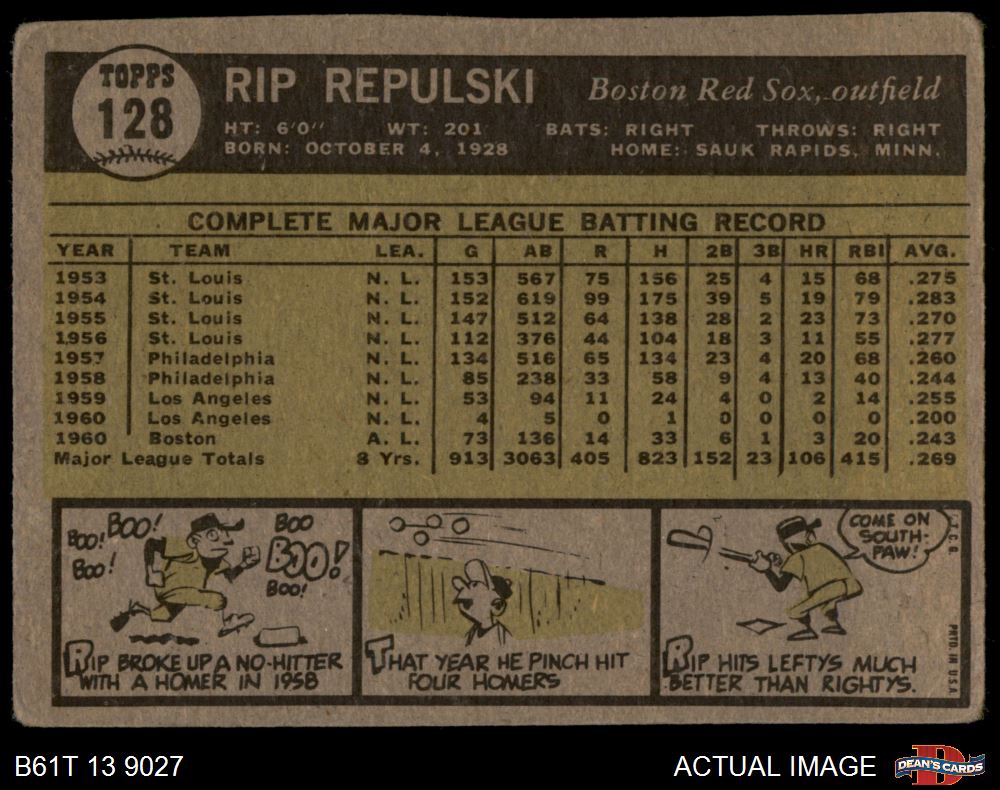 TOPPS
128
RIP REPULSKI
Boston Red Sox, outfield
HT: 6'0" WT: 201 BATS: RIGHT THROWS: RIGHT
BORN: OCTOBER 4, 1928 HOME: SAUK RAPIDS, MINN.
COMPLETE MAJOR LEAGUE BATTING RECORD
YEAR TEAM LEA. G AB R H 2B 3B HR RBI AVG.
1953 St. Louis N. L. 153 567 75 156 25 4 15 68 .275
1954 St. Louis N. L. 152 619 99 175 39 5 19 79 .283
1955 St. Louis N. L. 147 512 64 138 28 2 23 73 .270
1956 St. Louis N. L. 112 376 44 104 18 3 11 55 .277
1957 Philadelphia N. L. 134 516 65 134 23 4 20 68 .260
1958 Philadelphia N. L. 85 238 33 58 9 4 13 40 .244
1959 Los Angeles N. L. 53 94 11 24 4 0 2 14 .255
1960 Los Angeles N. L. 4 5 0 1 0 0 0 0 .200
1960 Boston A. L. 73 136 14 33 6 1 3 20 .243
Major League Totals 8 Yrs. 913 3063 405 823 152 23 106 415 .269
BOO! BOO!
BOO!
BOO
BOO!
BOO!
RIP BROKE UP A NO-HITTER
WITH A HOMER IN 1958
THAT YEAR HE PINCH HIT
FOUR HOMERS
COME ON
SOUTH-
PAW!
RIP HITS LEFTYS MUCH
BETTER THAN RIGHTYS.
T.C.G.
PRTD. IN U.S.A.
B61T 13 9027
ACTUAL IMAGE
DEAN'S CARDS